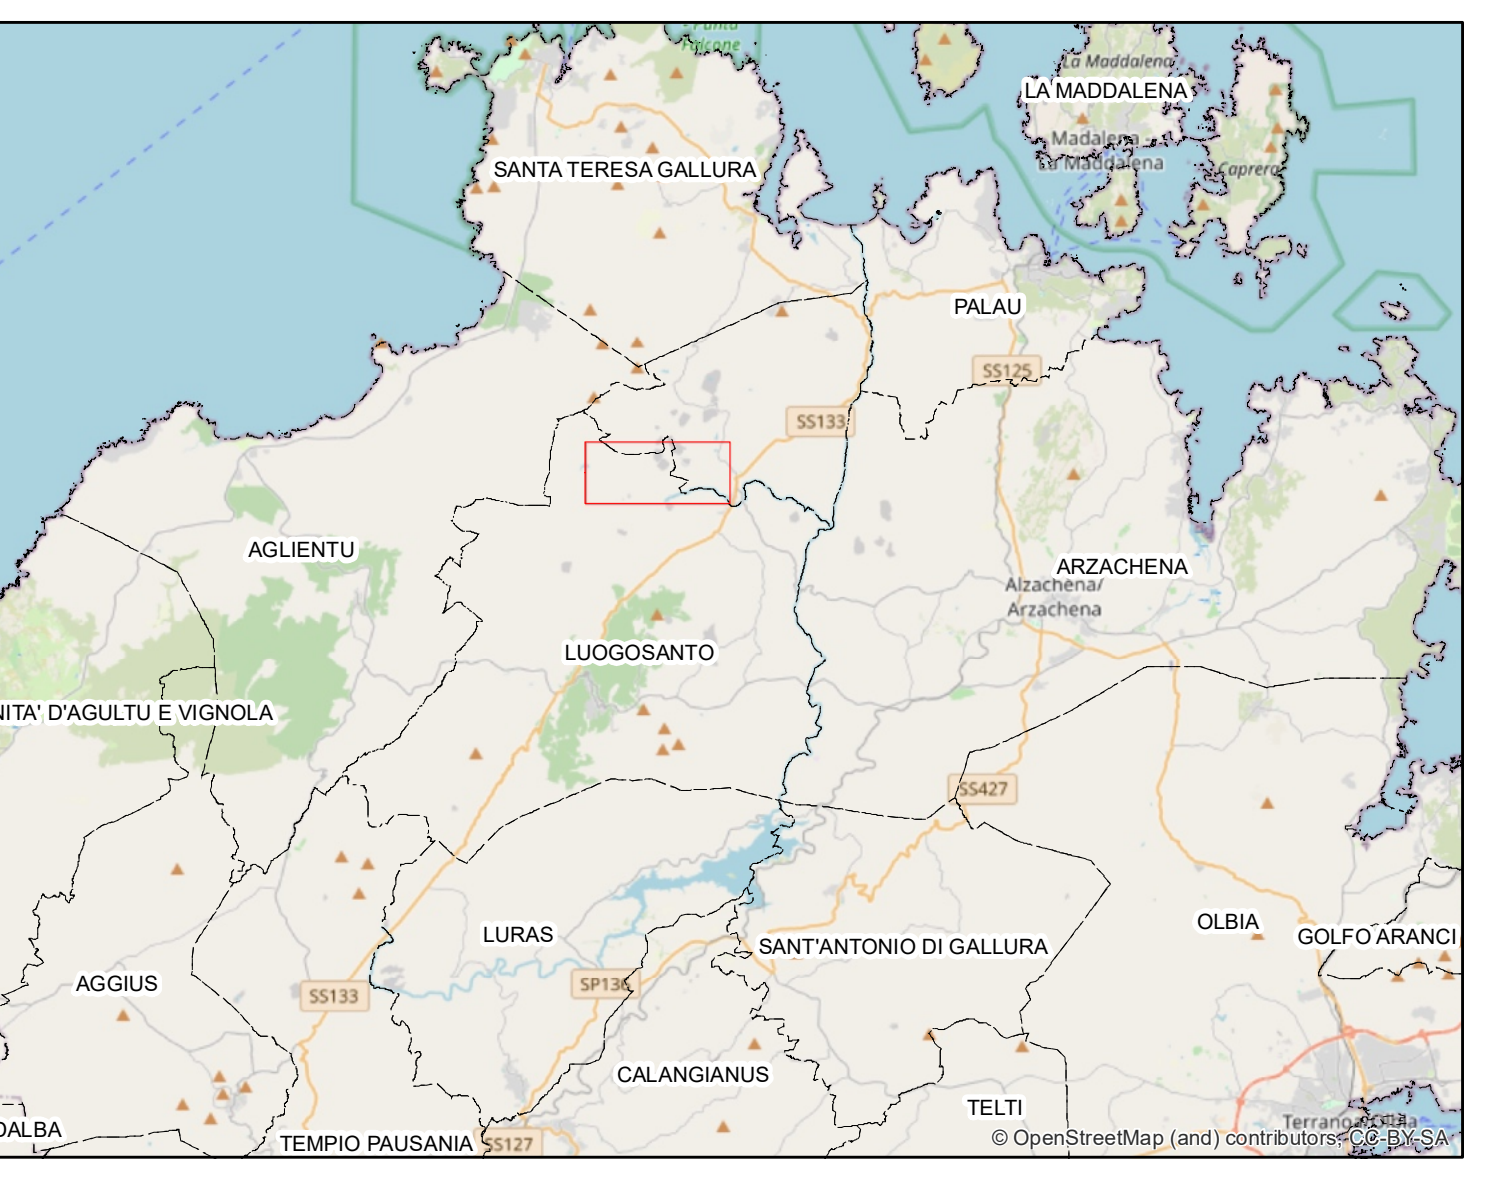 - Punta
Falcone
La Maddalena
LA MADDALENA
Madalena -
La Maddalena
Caprera
SANTA TERESA GALLURA
PALAU
SS125
SS133
AGLIENTU
ARZACHENA
Alzachena/
Arzachena
LUOGOSANTO
NITA' D'AGULTU E VIGNOLA
SS427
LURAS
SANT'ANTONIO DI GALLURA
OLBIA
GOLFO ARANCI
AGGIUS
SS133
SP136
CALANGIANUS
TELTI
OALBA
TEMPIO PAUSANIA
SS127
© OpenStreetMap (and) contributors, CC-BY-SA